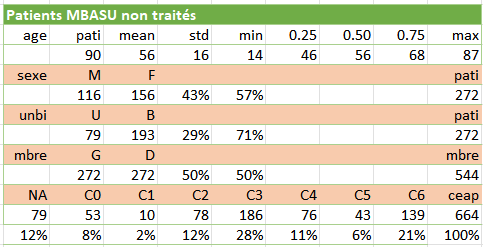 Patients MBASU non traités
age pati mean std min 0.25 0.50 0.75 max
90 56 16 14 46 56 68 87
sexe M F pati
116 156 43% 57% 272
unbi U B pati
79 193 29% 71% 272
mbre G D mbre
272 272 50% 50% 544
NA C0 C1 C2 C3 C4 C5 C6 ceap
79 53 10 78 186 76 43 139 664
12% 8% 2% 12% 28% 11% 6% 21% 100%